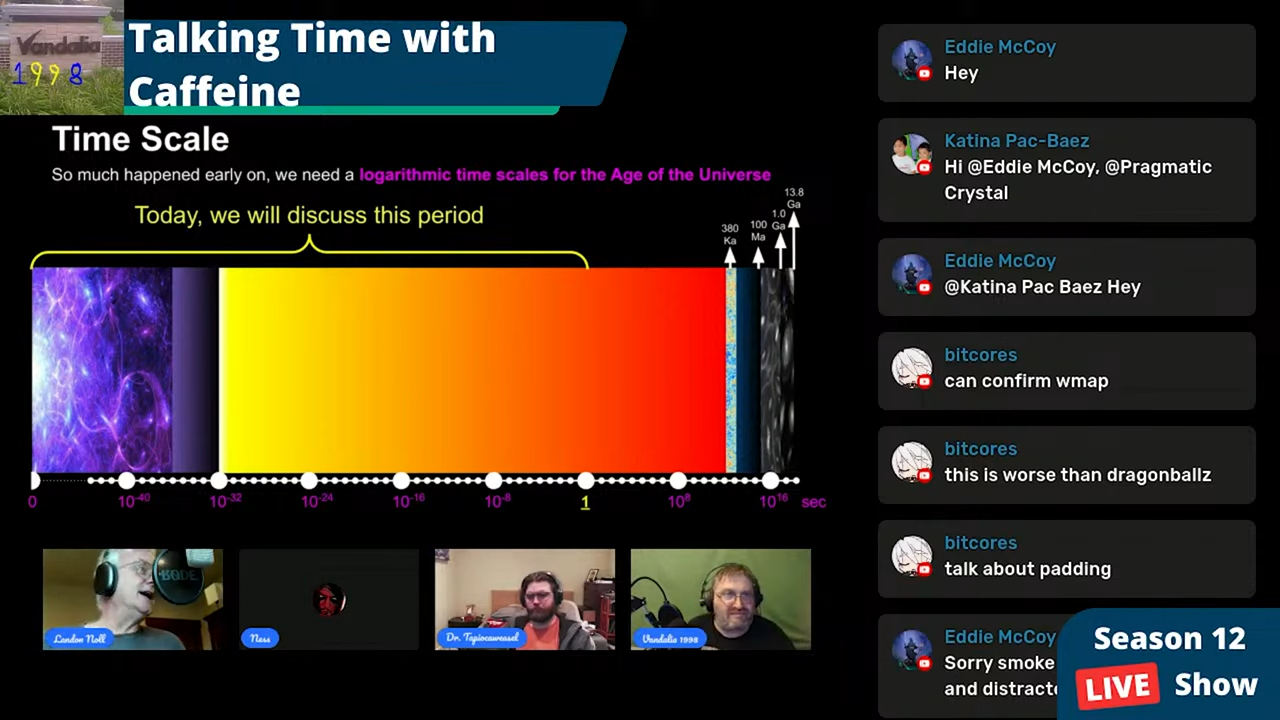 Vandalia
1998
Talking Time with
Caffeine
Time Scale
So much happened early on, we need a logarithmic time scales for the Age of the Universe
Today, we will discuss this period
380
Ka
100
Ma
1.0
Ga
13.8
Ga
0
10-40
10-32
10-24
10-16
10-8
1
10^8
10^16
sec
RODE
Landon Noll
Ness
Dr. Tapiocaweasel
Vandalia 1998
Eddie McCoy
Hey
Katina Pac-Baez
Hi @Eddie McCoy, @Pragmatic
Crystal
Eddie McCoy
@Katina Pac Baez Hey
bitcores
can confirm wmap
bitcores
this is worse than dragonballz
bitcores
talk about padding
Eddie McCoy
Sorry smoke
and distracte
Season 12
LIVE Show